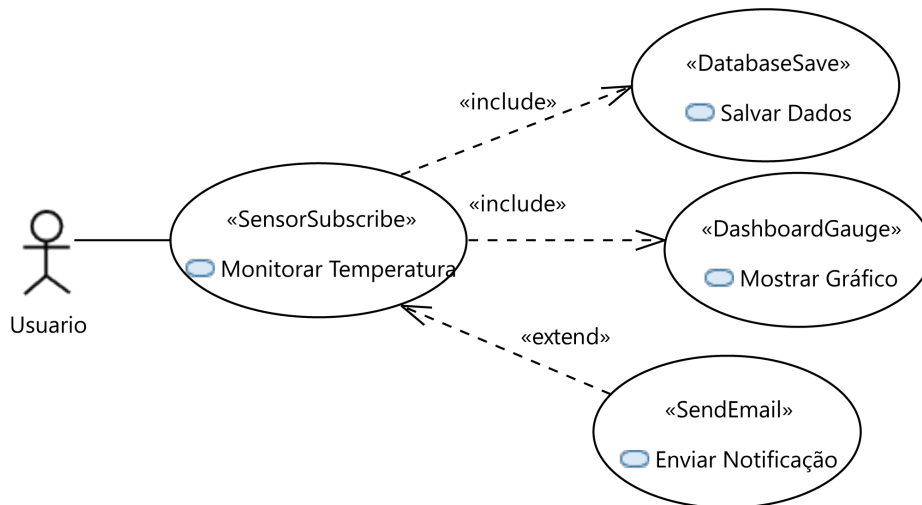 «DatabaseSave»
Salvar Dados
«include»
«SensorSubscribe»
Monitorar Temperatura
«include»
«DashboardGauge»
Mostrar Gráfico
Usuario
«extend»
«SendEmail»
Enviar Notificação